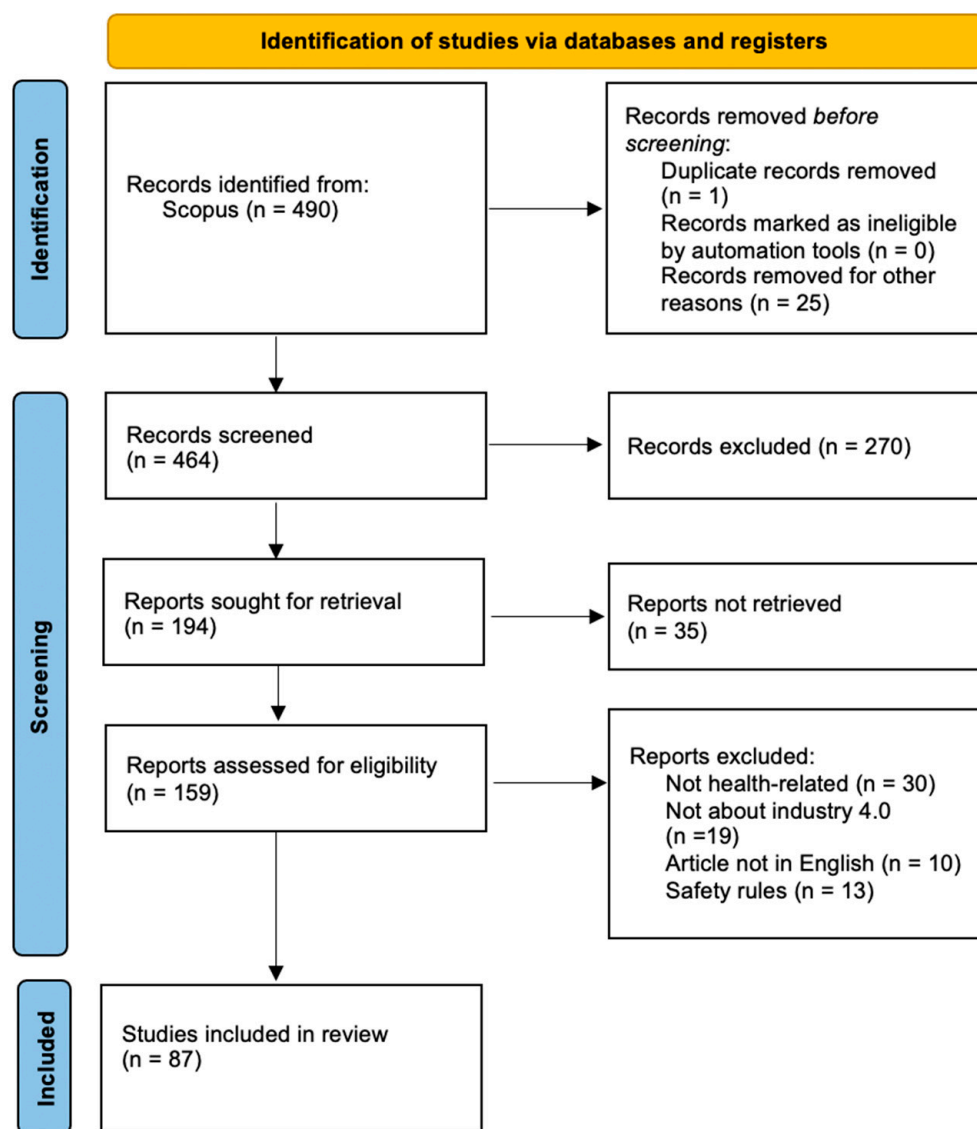 Identification of studies via databases and registers
Identification
Records identified from:
Scopus (n = 490)
Records removed before
screening:
Duplicate records removed
(n = 1)
Records marked as ineligible
by automation tools (n = 0)
Records removed for other
reasons (n = 25)
Screening
Records screened
(n = 464)
Records excluded (n = 270)
Reports sought for retrieval
(n = 194)
Reports not retrieved
(n = 35)
Reports assessed for eligibility
(n = 159)
Reports excluded:
Not health-related (n = 30)
Not about industry 4.0
(n =19)
Article not in English (n = 10)
Safety rules (n = 13)
Included
Studies included in review
(n = 87)